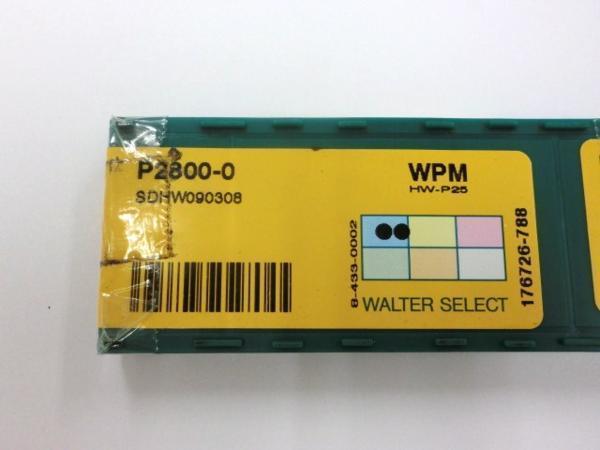 P2800-0
SDHW090308
WPM
HW-P25
8-433-0002
WALTER SELECT
176726-788